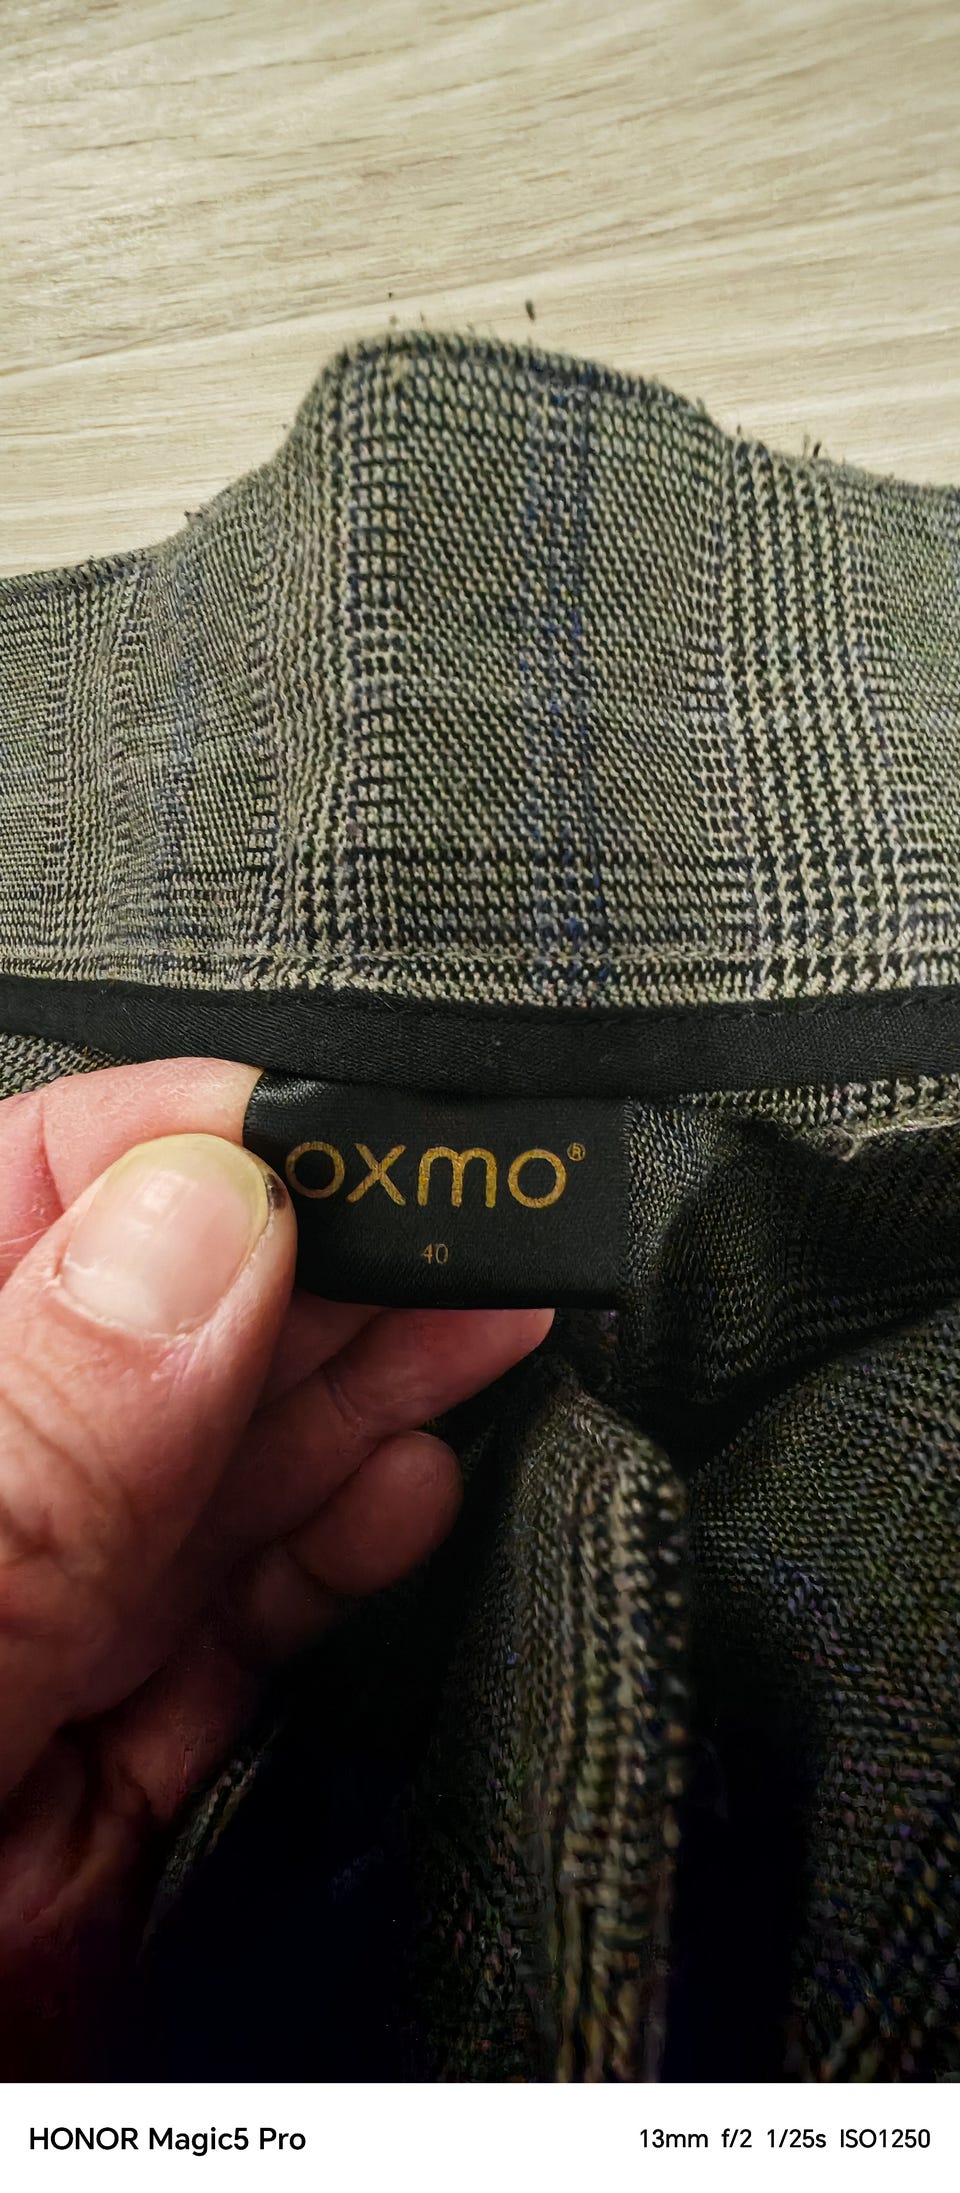 oxmo®
40
HONOR Magic5 Pro
13mm f/2 1/25s ISO1250